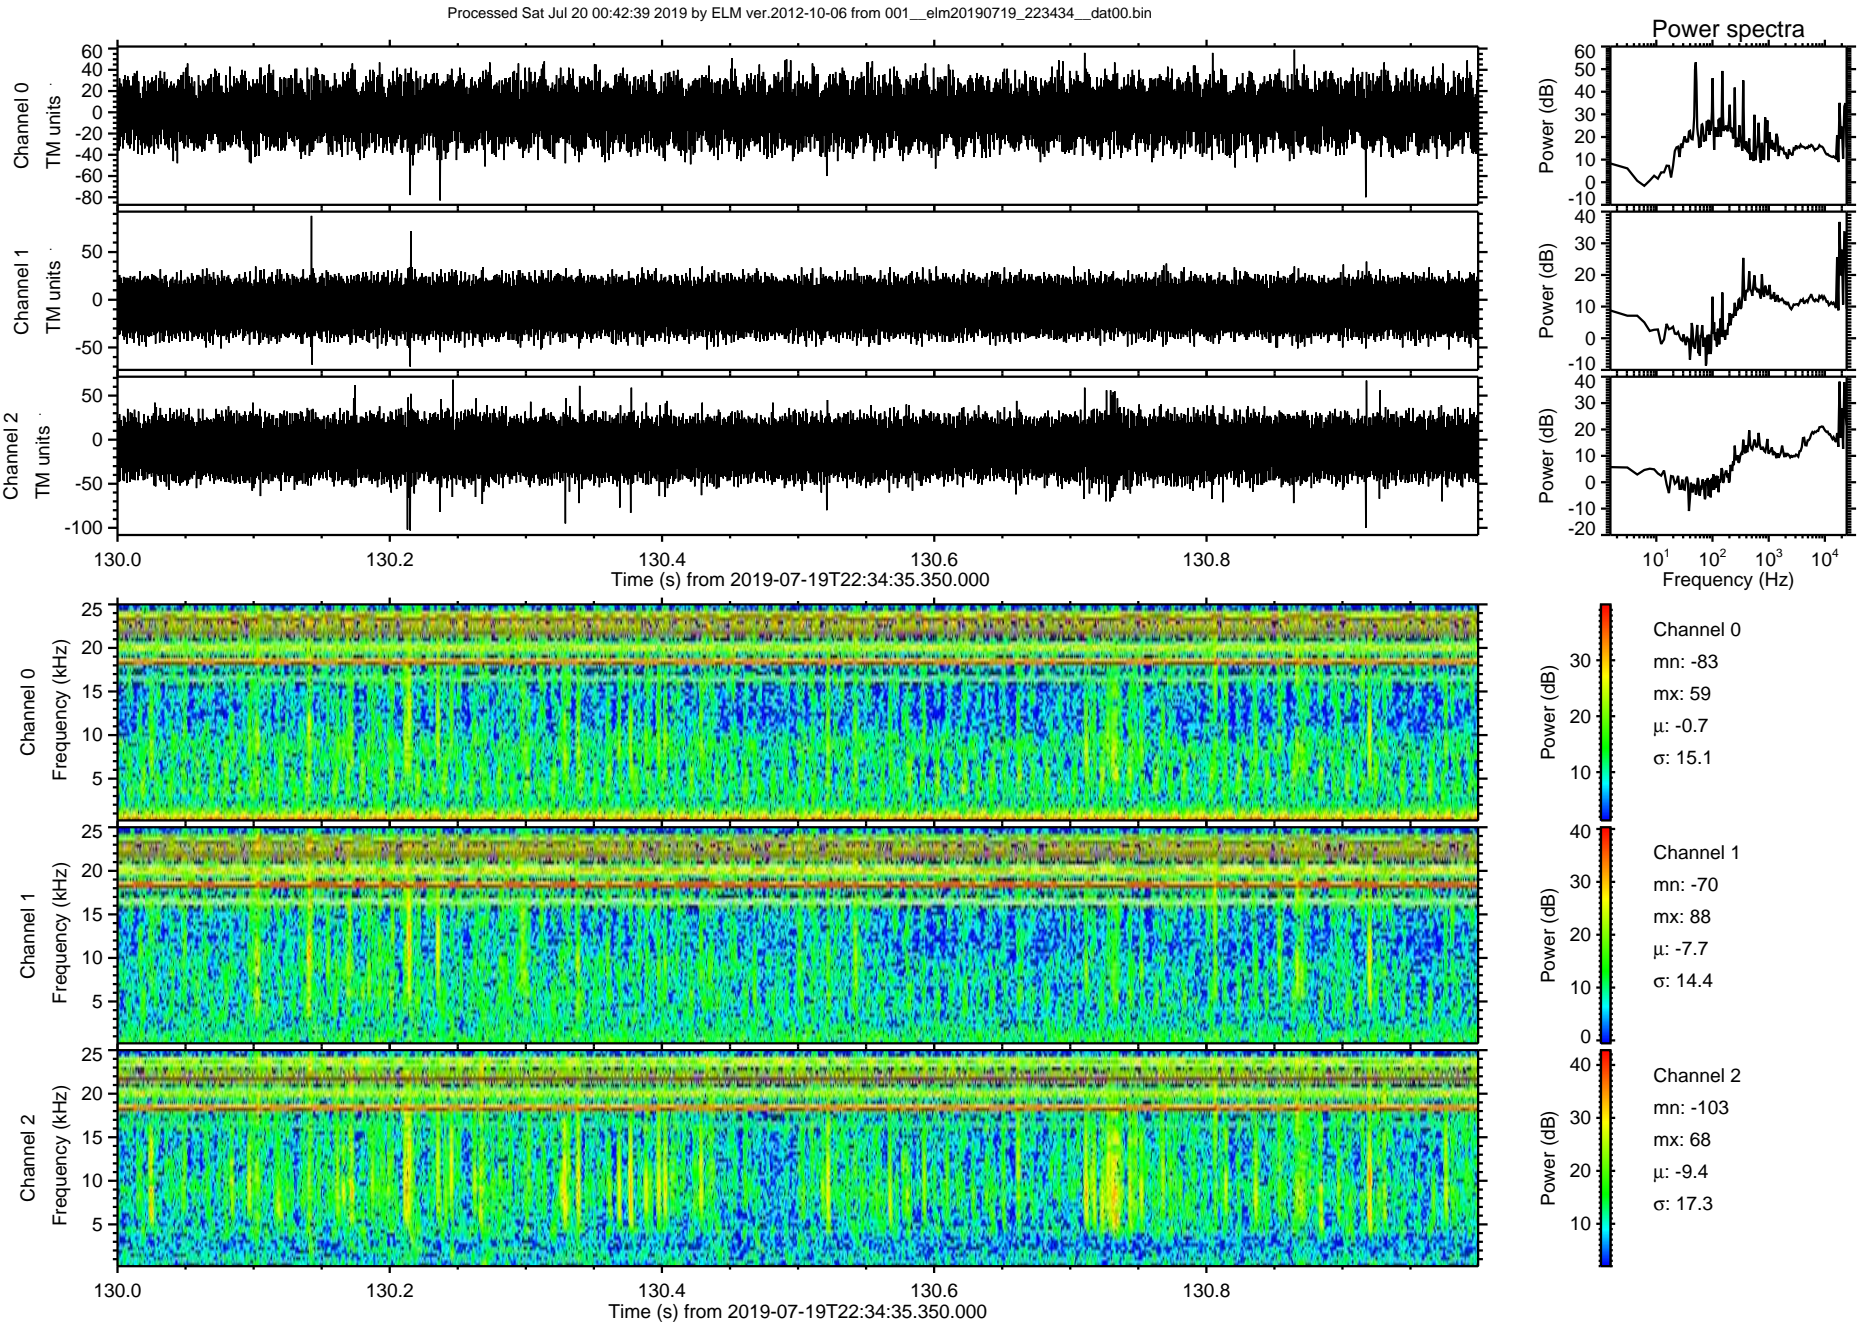 Processed Sat Jul 20 00:42:39 2019 by ELM ver.2012-10-06 from 001__elm20190719_223434__dat00.bin
Power spectra
Channel 0
TM units
60
40
20
0
-20
-40
-60
-80
Power (dB)
60
50
40
30
20
10
0
-10
Channel 1
TM units
50
0
-50
Power (dB)
40
30
20
10
0
-10
Channel 2
TM units
50
0
-50
-100
Power (dB)
40
30
20
10
0
-10
-20
130.0 130.2 130.4 130.6 130.8
Time (s) from 2019-07-19T22:34:35.350.000
10^1 10^2 10^3 10^4
Frequency (Hz)
Channel 0
Frequency (kHz)
25
20
15
10
5
Power (dB)
30
20
10
Channel 0
mn: -83
mx: 59
μ: -0.7
σ: 15.1
Channel 1
Frequency (kHz)
25
20
15
10
5
Power (dB)
40
30
20
10
0
Channel 1
mn: -70
mx: 88
μ: -7.7
σ: 14.4
Channel 2
Frequency (kHz)
25
20
15
10
5
Power (dB)
40
30
20
10
Channel 2
mn: -103
mx: 68
μ: -9.4
σ: 17.3
130.0 130.2 130.4 130.6 130.8
Time (s) from 2019-07-19T22:34:35.350.000